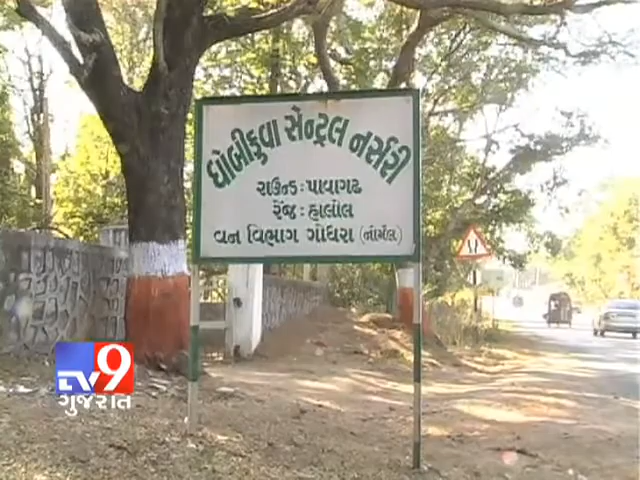 ધોબીકુવા સેન્ટ્રલ નર્સરી
રાઉન્ડ : પાવાગઢ
રેંજ : હાલોલ
વન વિભાગ ગોધરા (નોર્મલ)
tv9
ગુજરાત